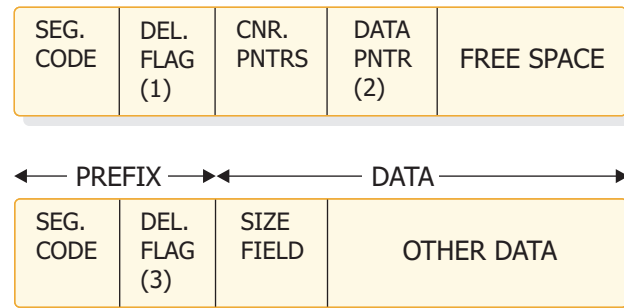 SEG. CODE
DEL. FLAG (1)
CNR. PNTRS
DATA PNTR (2)
FREE SPACE
PREFIX
DATA
SEG. CODE
DEL. FLAG (3)
SIZE FIELD
OTHER DATA